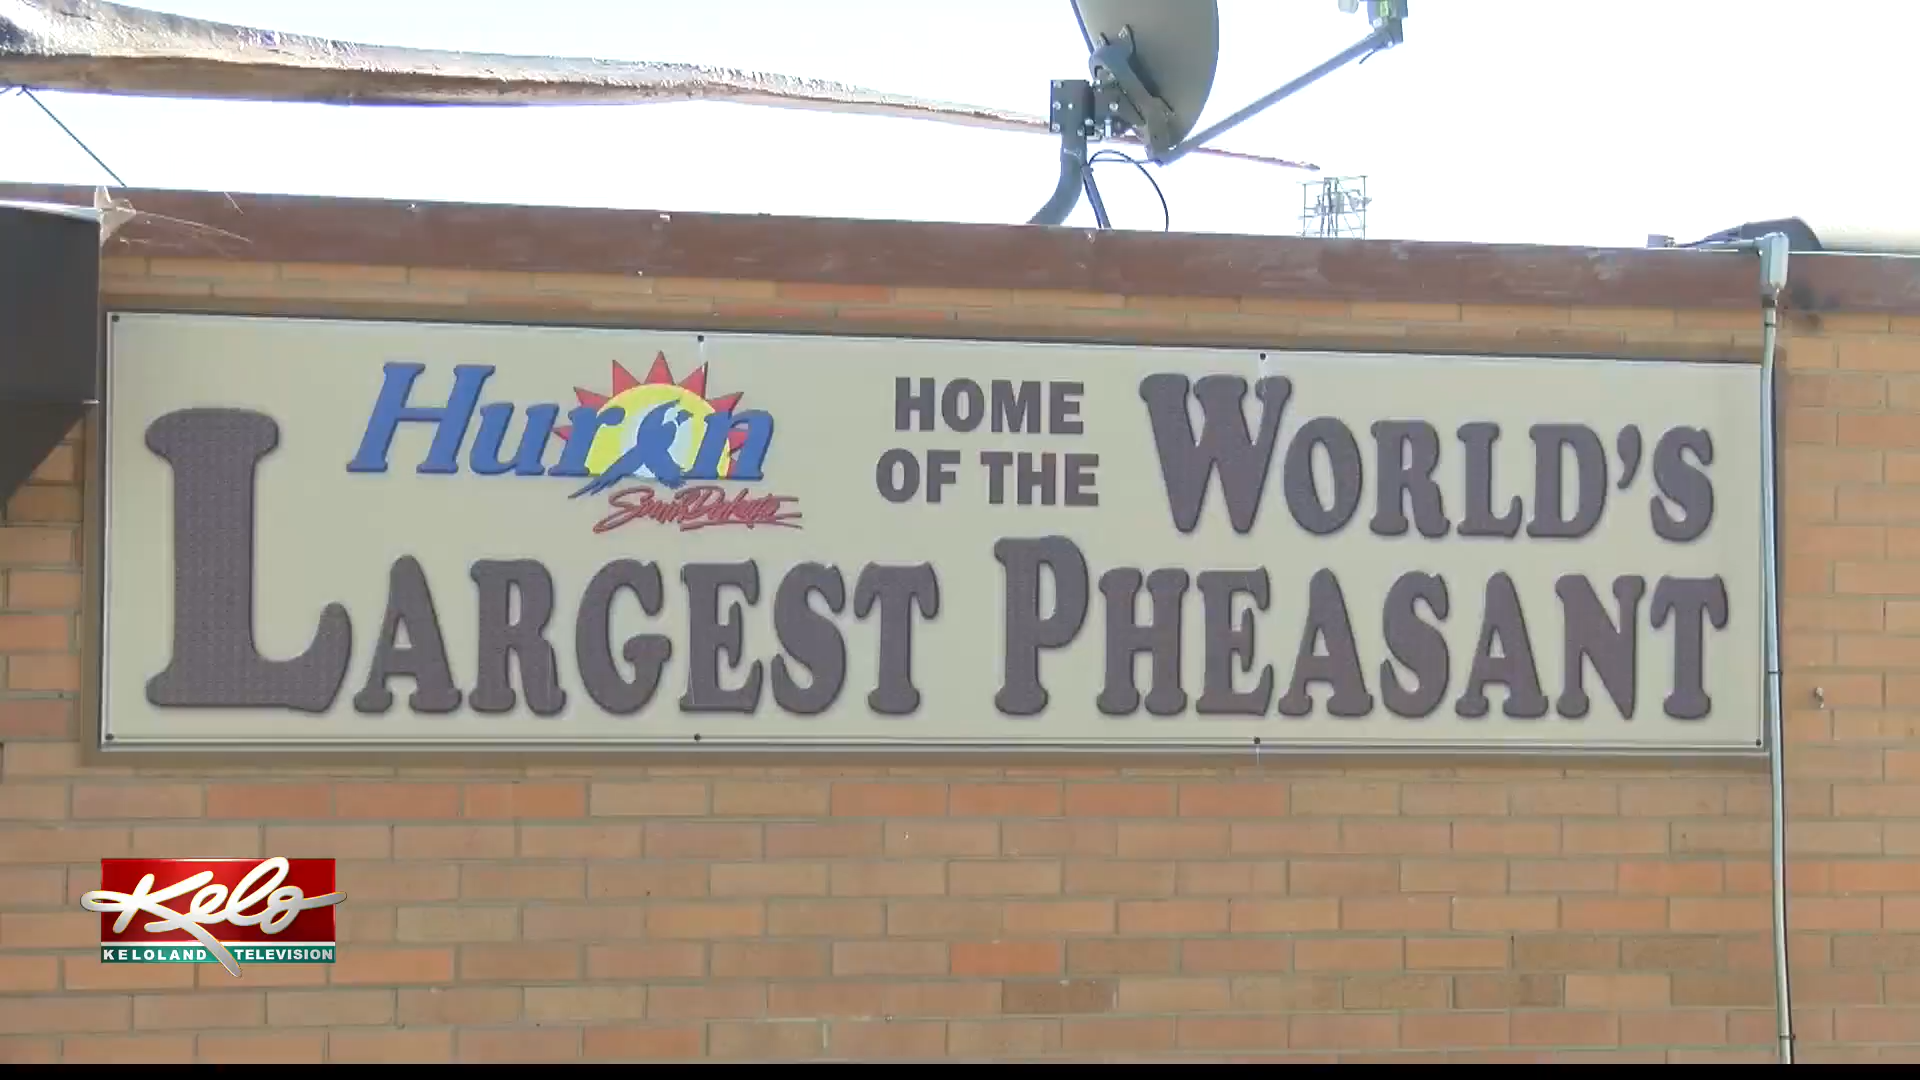 Huron
South Dakota
HOME
OF THE
WORLD'S
LARGEST PHEASANT
Kelo
KELOLAND TELEVISION